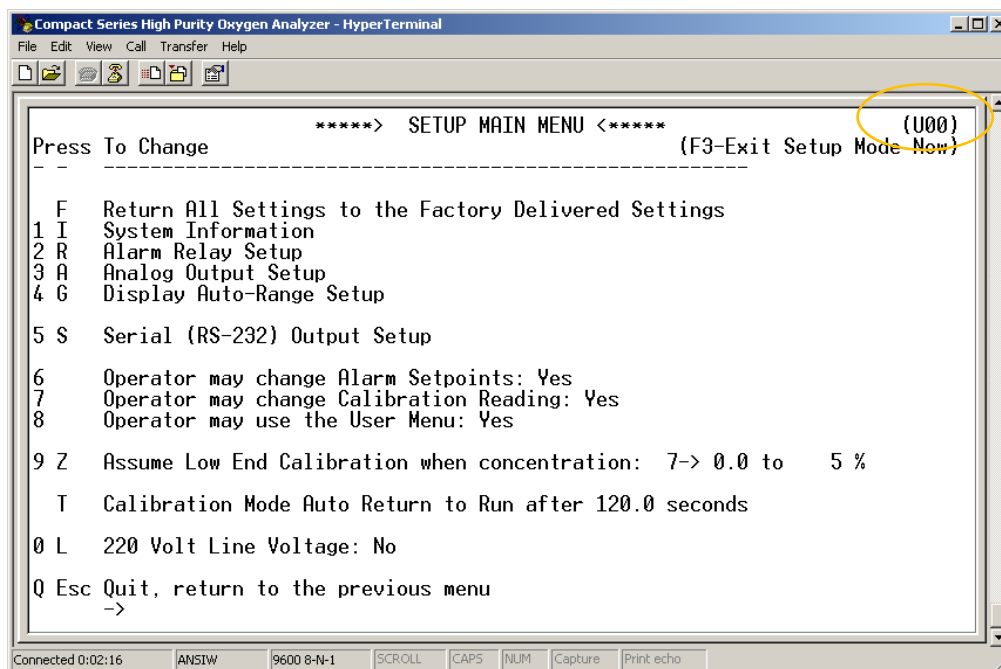 Compact Series High Purity Oxygen Analyzer - HyperTerminal
File Edit View Call Transfer Help
*****> SETUP MAIN MENU <***** (U00)
Press To Change (F3-Exit Setup Mode Now)
- - -------------------------------------------------------
F Return All Settings to the Factory Delivered Settings
1 I System Information
2 R Alarm Relay Setup
3 A Analog Output Setup
4 G Display Auto-Range Setup
5 S Serial (RS-232) Output Setup
6 Operator may change Alarm Setpoints: Yes
7 Operator may change Calibration Reading: Yes
8 Operator may use the User Menu: Yes
9 Z Assume Low End Calibration when concentration: 7-> 0.0 to 5 %
T Calibration Mode Auto Return to Run after 120.0 seconds
0 L 220 Volt Line Voltage: No
Q Esc Quit, return to the previous menu
->
Connected 0:02:16 ANSIW 9600 8-N-1 SCROLL CAPS NUM Capture Print echo